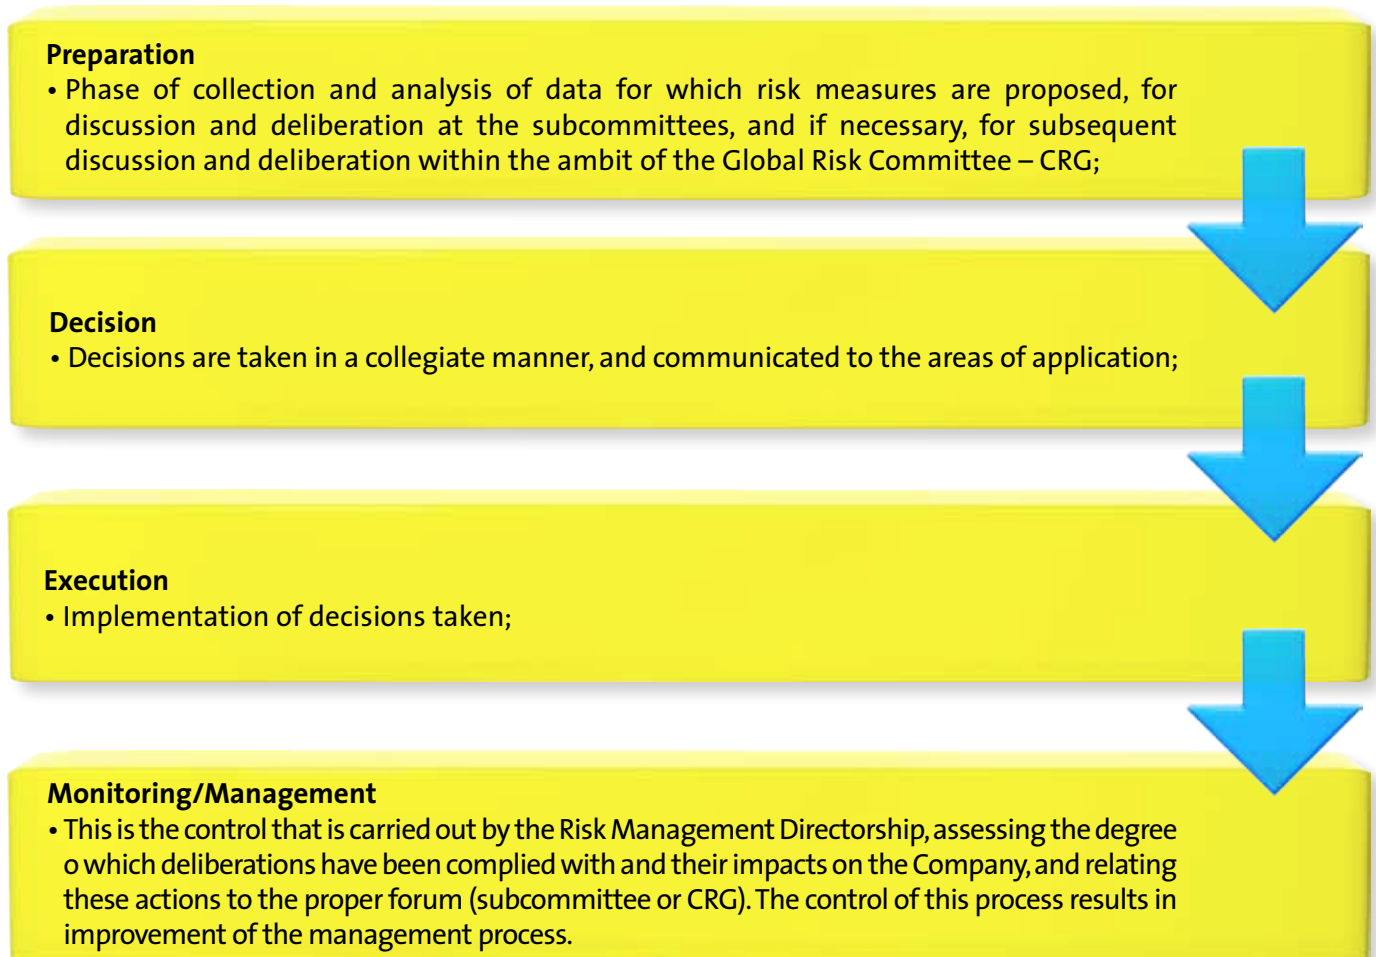 Preparation
• Phase of collection and analysis of data for which risk measures are proposed, for
discussion and deliberation at the subcommittees, and if necessary, for subsequent
discussion and deliberation within the ambit of the Global Risk Committee – CRG;
Decision
• Decisions are taken in a collegiate manner, and communicated to the areas of application;
Execution
• Implementation of decisions taken;
Monitoring/Management
• This is the control that is carried out by the Risk Management Directorship, assessing the degree
o which deliberations have been complied with and their impacts on the Company, and relating
these actions to the proper forum (subcommittee or CRG). The control of this process results in
improvement of the management process.